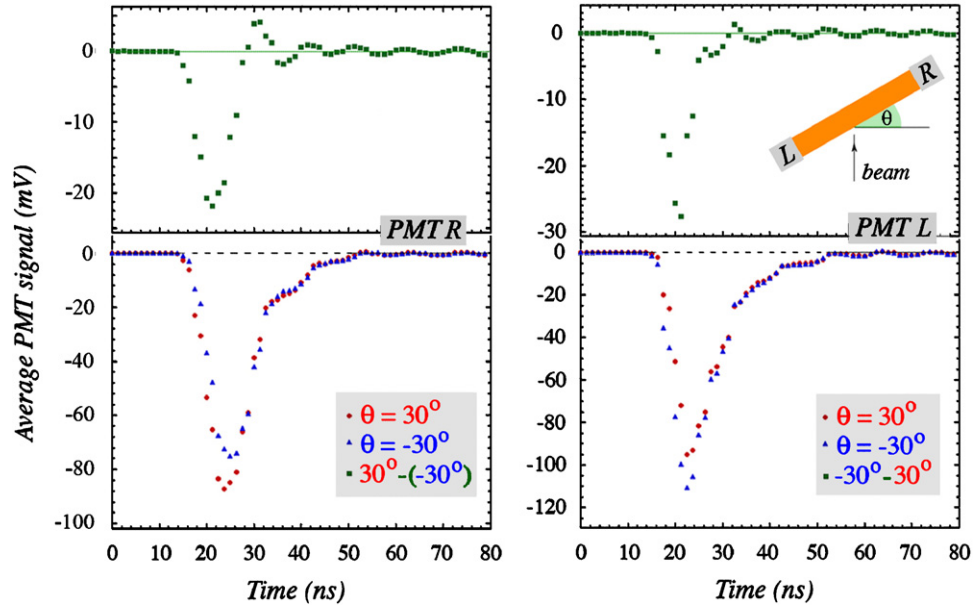 Average PMT signal (mV)
0
-10
-20
PMT R
0
-20
-40
-60
-80
-100
θ = 30°
θ = -30°
30°-(-30°)
0 10 20 30 40 50 60 70 80
Time (ns)
0
-10
-20
-30
L
R
θ
beam
PMT L
0
-20
-40
-60
-80
-100
-120
θ = 30°
θ = -30°
-30°-30°
0 10 20 30 40 50 60 70 80
Time (ns)